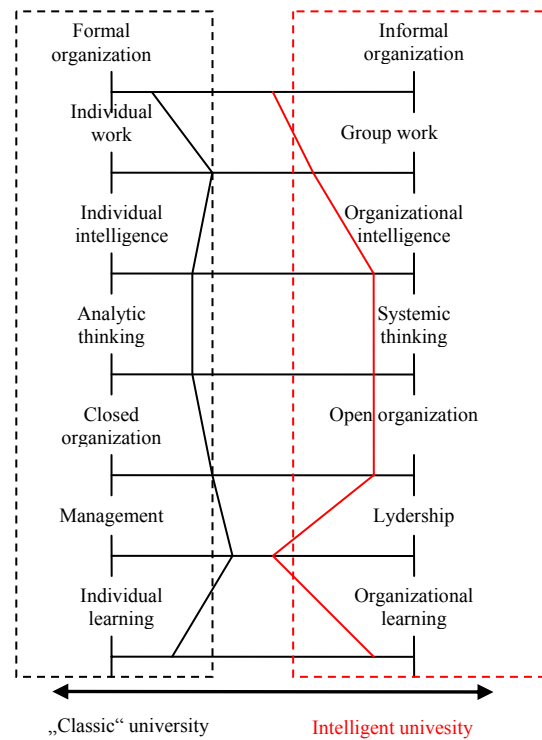 Formal
organization
Informal
organization
Individual
work
Group work
Individual
intelligence
Organizational
intelligence
Analytic
thinking
Systemic
thinking
Closed
organization
Open organization
Management
Lydership
Individual
learning
Organizational
learning
„Classic“ university
Intelligent univesity